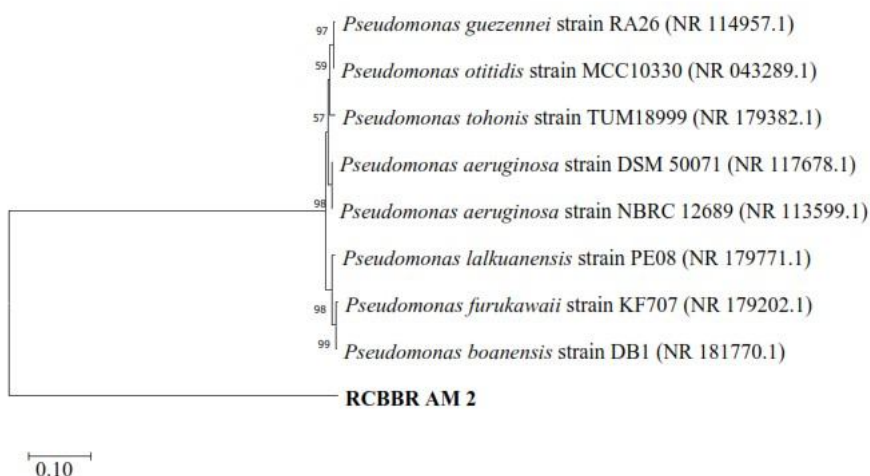 97
Pseudomonas guezennei strain RA26 (NR 114957.1)
59
Pseudomonas otitidis strain MCC10330 (NR 043289.1)
57
Pseudomonas tohonis strain TUM18999 (NR 179382.1)
Pseudomonas aeruginosa strain DSM 50071 (NR 117678.1)
98
Pseudomonas aeruginosa strain NBRC 12689 (NR 113599.1)
Pseudomonas lalkuanensis strain PE08 (NR 179771.1)
98
Pseudomonas furukawaii strain KF707 (NR 179202.1)
99
Pseudomonas boanensis strain DB1 (NR 181770.1)
RCBBR AM 2
0.10